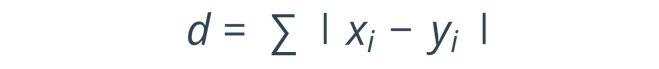 d = ∑ | xᵢ − yᵢ |